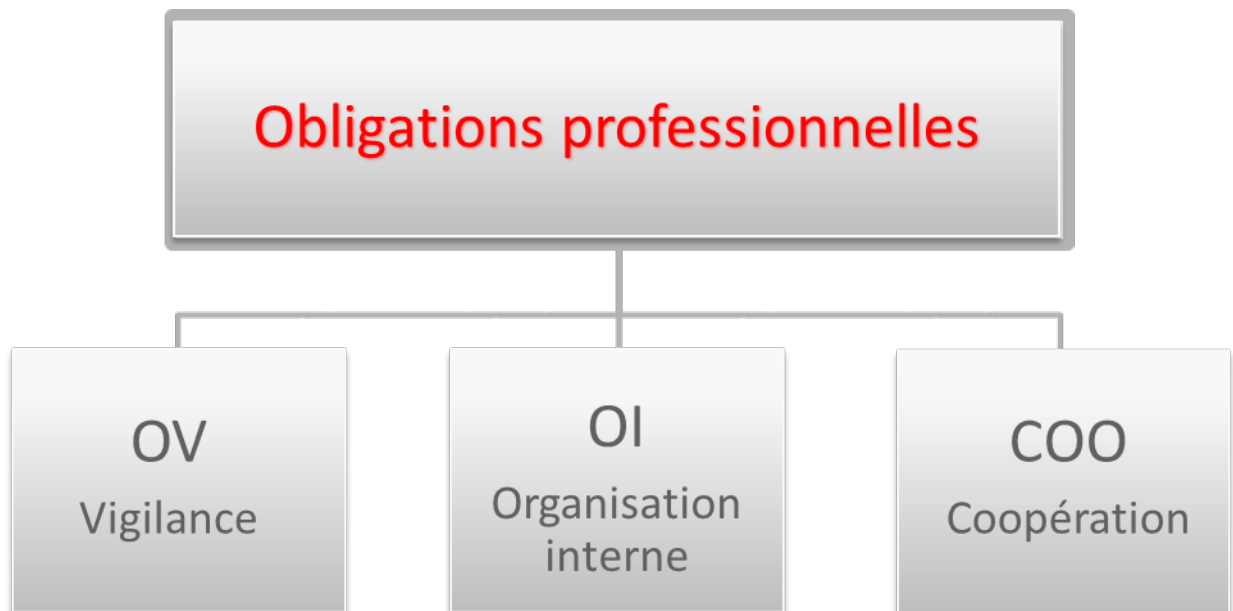 Obligations professionnelles
OV
Vigilance
OI
Organisation
interne
COO
Coopération